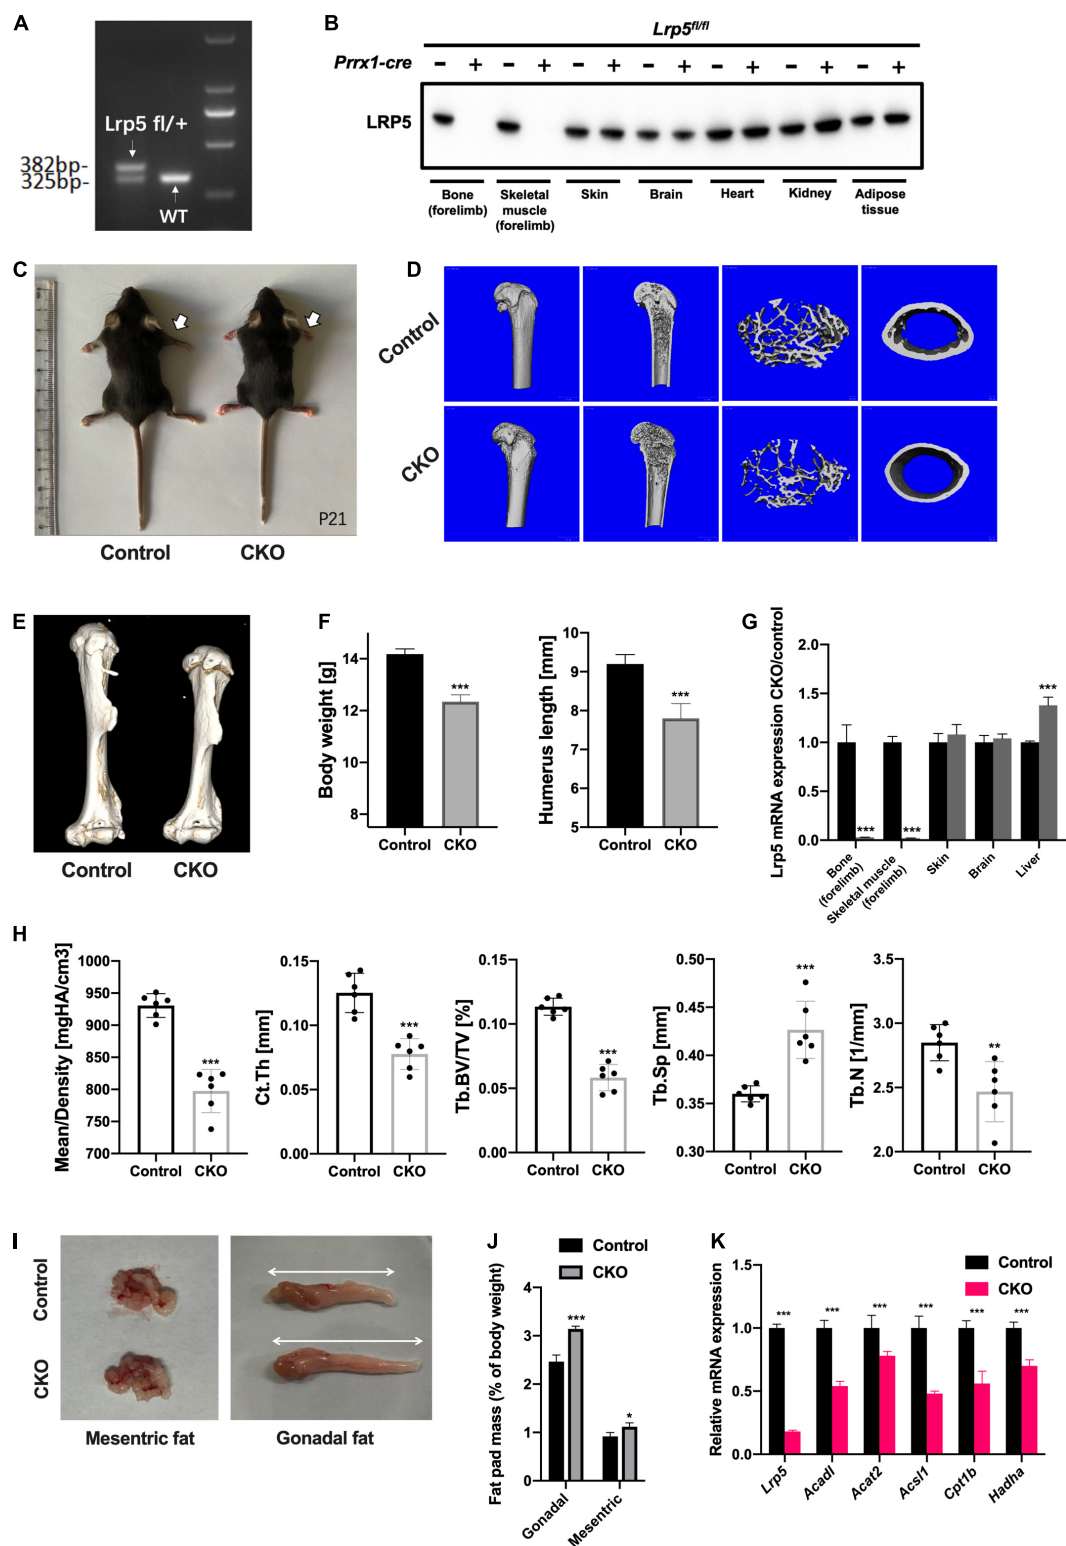 A
Lrp5 fl/+
382bp-
325bp-
WT
B
Lrp5fl/fl
Prrx1-cre - + - + - + - + - + - + - +
LRP5
Bone (forelimb)
Skeletal muscle (forelimb)
Skin
Brain
Heart
Kidney
Adipose tissue
C
P21
Control CKO
D
Control
CKO
E
Control CKO
F
Body weight [g]
14
12
10
8
***
Control CKO
Humerus length [mm]
10
9
8
7
6
5
***
Control CKO
G
Lrp5 mRNA expression CKO/control
2.0
1.5
1.0
0.5
0.0
*** *** ***
Bone (forelimb)
Skeletal muscle (forelimb)
Skin
Brain
Liver
H
Mean/Density [mgHA/cm3]
1000
950
900
850
800
750
700
***
Control CKO
Ct.Th [mm]
0.15
0.10
0.05
0.00
***
Control CKO
Tb.BV/TV [%]
0.15
0.10
0.05
0.00
***
Control CKO
Tb.Sp [mm]
0.50
0.45
0.40
0.35
0.30
***
Control CKO
Tb.N [1/mm]
3.5
3.0
2.5
2.0
**
Control CKO
I
Control
CKO
Mesentric fat
Gonadal fat
J
Control
CKO
Fat pad mass (% of body weight)
4
3
2
1
0
***
*
Gonadal
Mesentric
K
Control
CKO
Relative mRNA expression
1.5
1.0
0.5
0.0
*** *** *** *** *** ***
Lrp5
Acadl
Acat2
Acsl1
Cpt1b
Hadha